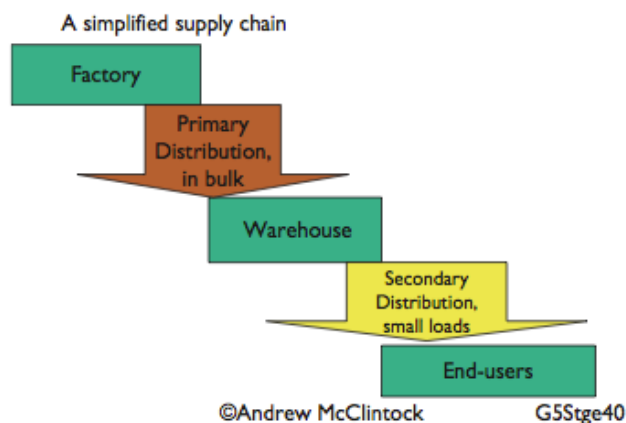 A simplified supply chain
Factory
Primary
Distribution,
in bulk
Warehouse
Secondary
Distribution,
small loads
End-users
©Andrew McClintock G5Stge40